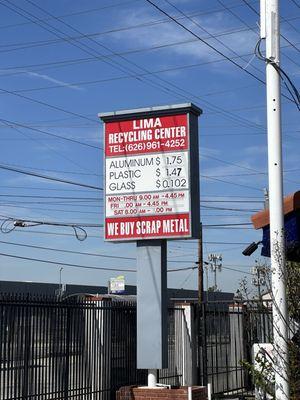 LIMA
RECYCLING CENTER
TEL:(626)961-4252
ALUMINUM $ 1.75
PLASTIC $ 1.47
GLASS $ 0.102
MON-THRU 9.00 AM - 4.45 PM
FRI. 9.00 AM - 4.45 PM
SAT 8.00 AM - 1.00 PM
WE BUY SCRAP METAL